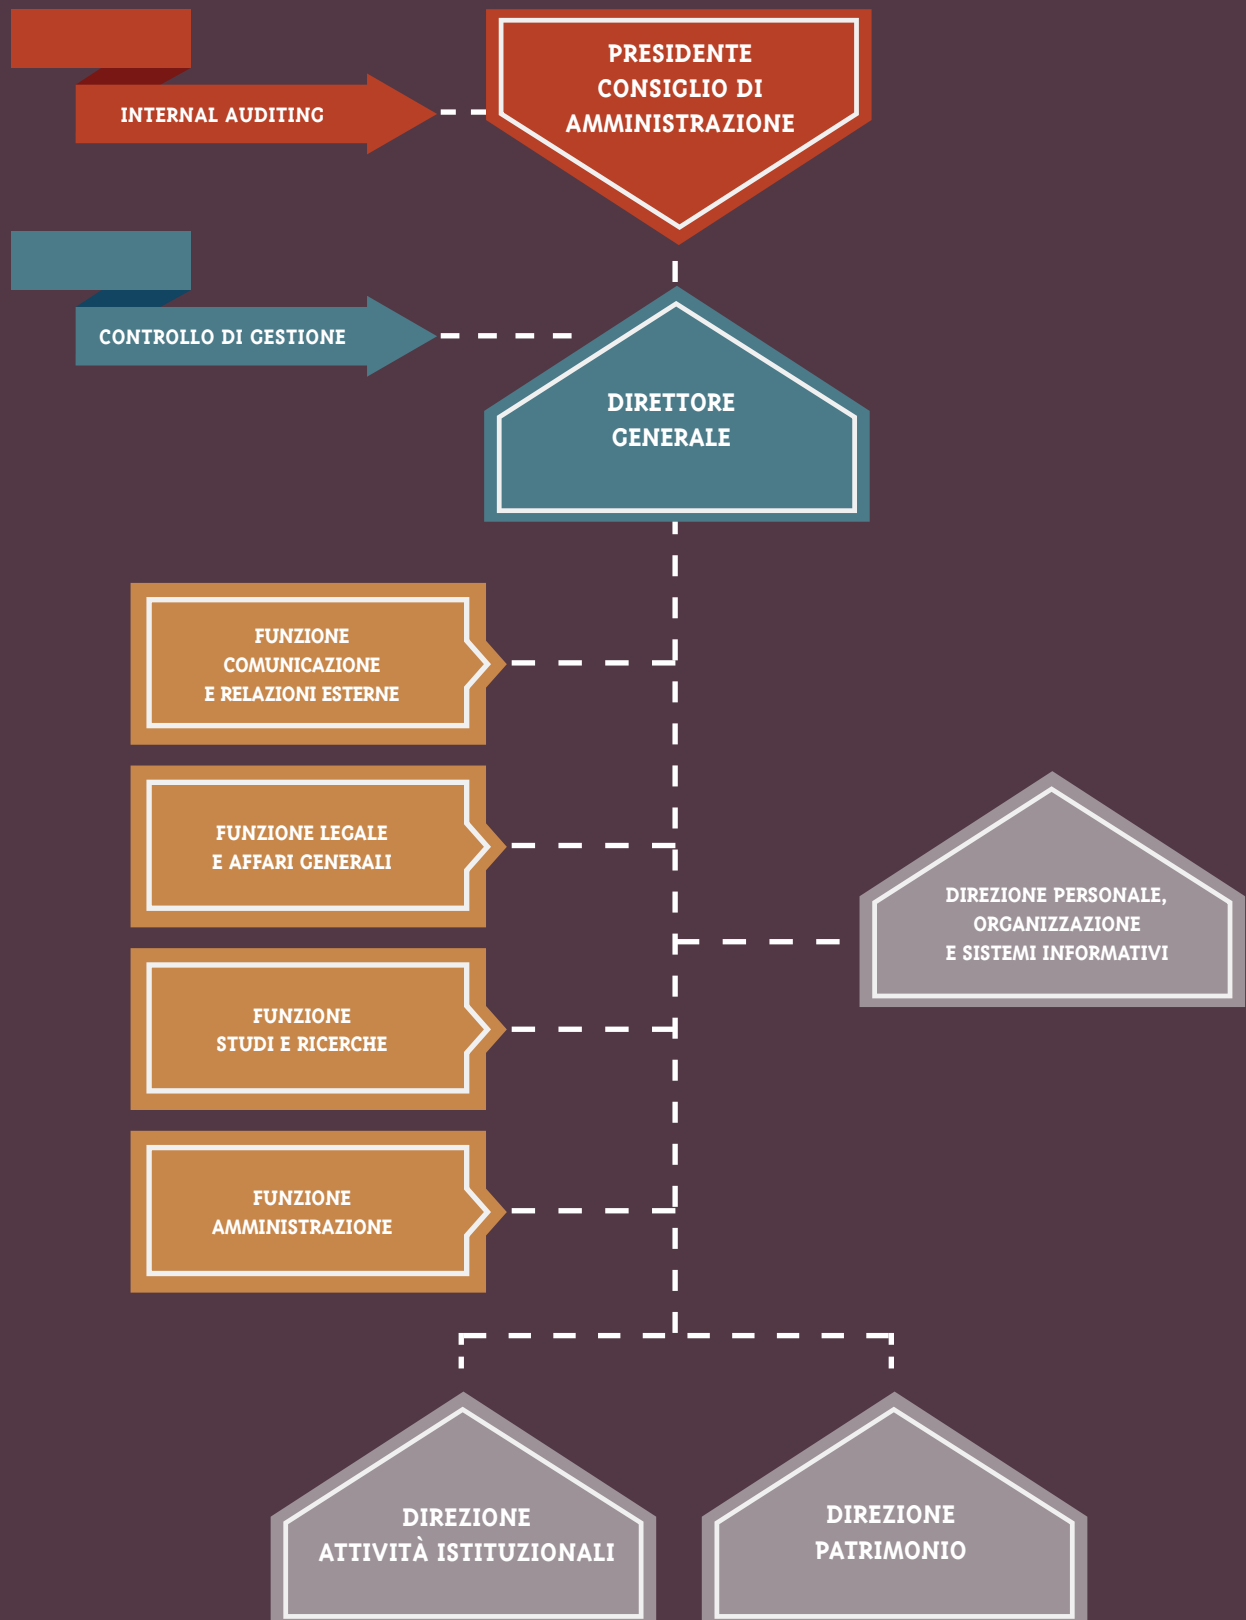 PRESIDENTE
CONSIGLIO DI
AMMINISTRAZIONE
INTERNAL AUDITING
CONTROLLO DI GESTIONE
DIRETTORE
GENERALE
FUNZIONE
COMUNICAZIONE
E RELAZIONI ESTERNE
FUNZIONE LEGALE
E AFFARI GENERALI
DIREZIONE PERSONALE,
ORGANIZZAZIONE
E SISTEMI INFORMATIVI
FUNZIONE
STUDI E RICERCHE
FUNZIONE
AMMINISTRAZIONE
DIREZIONE
ATTIVITÀ ISTITUZIONALI
DIREZIONE
PATRIMONIO